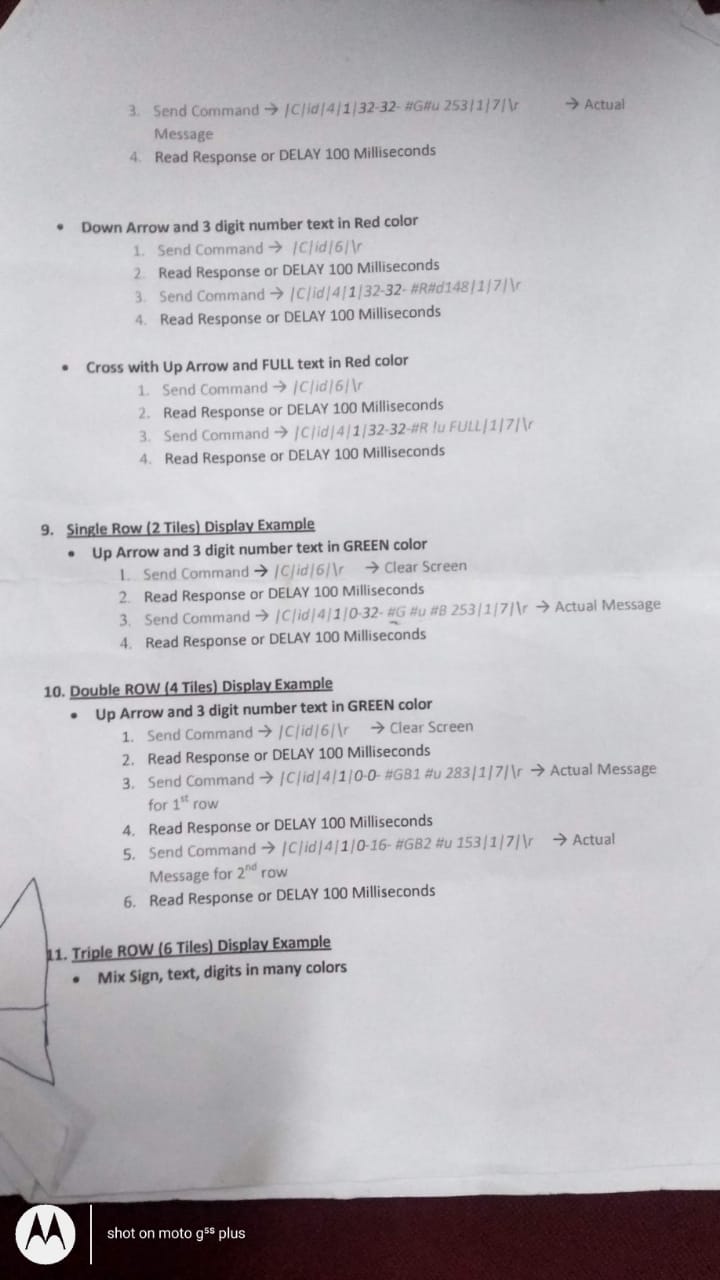 3. Send Command → |C|id|4|1|32-32- #G#u 253|1|7|\r → Actual
Message
4. Read Response or DELAY 100 Milliseconds
• Down Arrow and 3 digit number text in Red color
1. Send Command → |C|id|6|\r
2. Read Response or DELAY 100 Milliseconds
3. Send Command → |C|id|4|1|32-32- #R#d148|1|7|\r
4. Read Response or DELAY 100 Milliseconds
• Cross with Up Arrow and FULL text in Red color
1. Send Command → |C|id|6|\r
2. Read Response or DELAY 100 Milliseconds
3. Send Command → |C|id|4|1|32-32-#R !u FULL|1|7|\r
4. Read Response or DELAY 100 Milliseconds
9. Single Row (2 Tiles) Display Example
• Up Arrow and 3 digit number text in GREEN color
1. Send Command → |C|id|6|\r → Clear Screen
2. Read Response or DELAY 100 Milliseconds
3. Send Command → |C|id|4|1|0-32- #G #u #B 253|1|7|\r → Actual Message
4. Read Response or DELAY 100 Milliseconds
10. Double ROW (4 Tiles) Display Example
• Up Arrow and 3 digit number text in GREEN color
1. Send Command → |C|id|6|\r → Clear Screen
2. Read Response or DELAY 100 Milliseconds
3. Send Command → |C|id|4|1|0-0- #GB1 #u 283|1|7|\r → Actual Message
for 1st row
4. Read Response or DELAY 100 Milliseconds
5. Send Command → |C|id|4|1|0-16- #GB2 #u 153|1|7|\r → Actual
Message for 2nd row
6. Read Response or DELAY 100 Milliseconds
11. Triple ROW (6 Tiles) Display Example
• Mix Sign, text, digits in many colors
shot on moto g55 plus